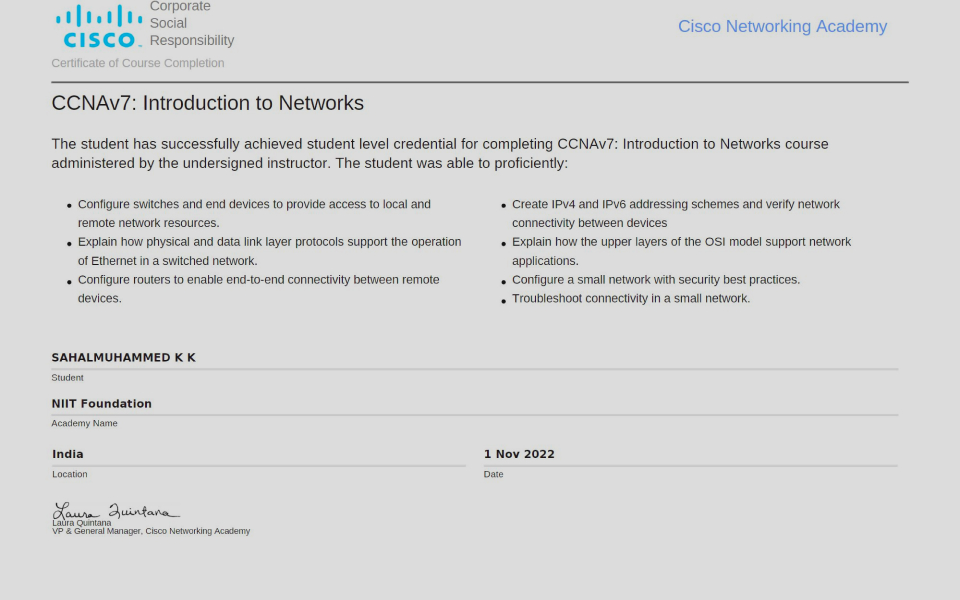 Corporate
Social
Responsibility
CISCO
Cisco Networking Academy
Certificate of Course Completion
CCNAv7: Introduction to Networks
The student has successfully achieved student level credential for completing CCNAv7: Introduction to Networks course
administered by the undersigned instructor. The student was able to proficiently:
• Configure switches and end devices to provide access to local and
remote network resources.
• Explain how physical and data link layer protocols support the operation
of Ethernet in a switched network.
• Configure routers to enable end-to-end connectivity between remote
devices.
• Create IPv4 and IPv6 addressing schemes and verify network
connectivity between devices
• Explain how the upper layers of the OSI model support network
applications.
• Configure a small network with security best practices.
• Troubleshoot connectivity in a small network.
SAHALMUHAMMED K K
Student
NIIT Foundation
Academy Name
India
Location
1 Nov 2022
Date
Laura Quintana
Laura Quintana
VP & General Manager, Cisco Networking Academy